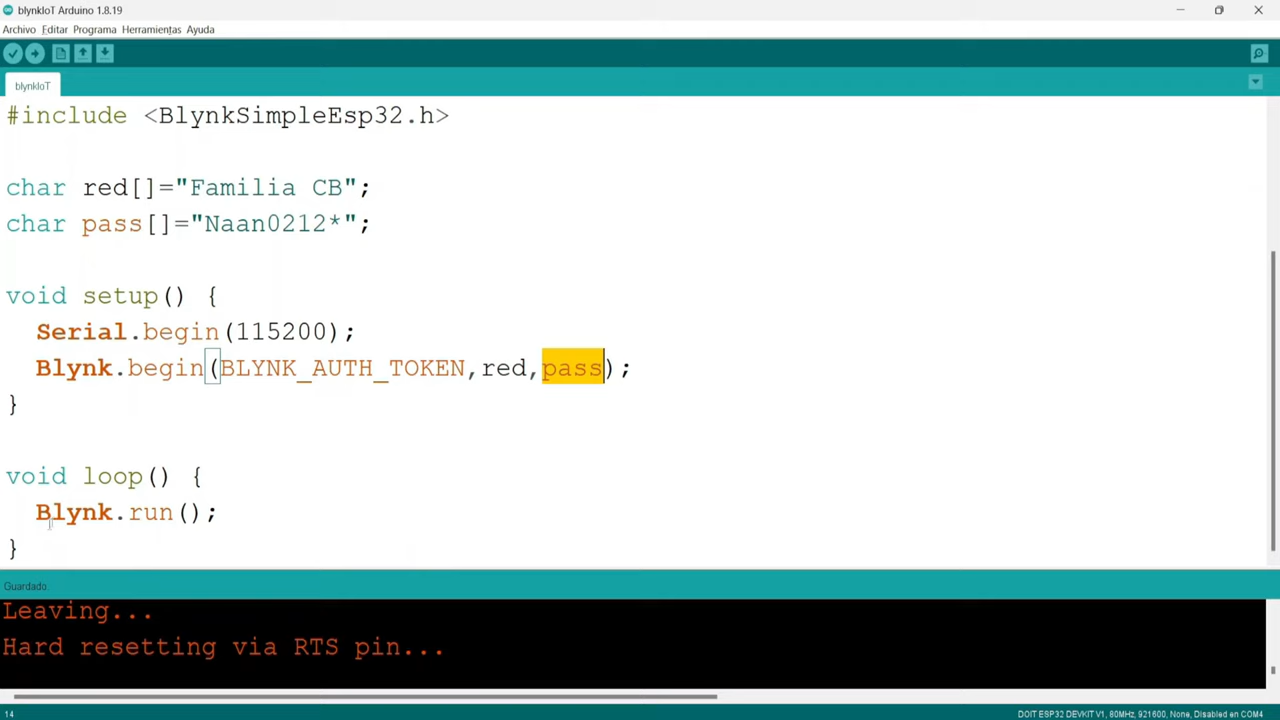 blynkIoT Arduino 1.8.19
Archivo Editar Programa Herramientas Ayuda
blynkIoT
#include <BlynkSimpleEsp32.h>
char red[]="Familia CB";
char pass[]="Naan0212*";
void setup() {
Serial.begin(115200);
Blynk.begin(BLYNK_AUTH_TOKEN,red,pass);
}
void loop() {
Blynk.run();
}
Guardado.
Leaving...
Hard resetting via RTS pin...
14
DOIT ESP32 DEVKIT V1, 80MHz, 921600, None, Disabled en COM4